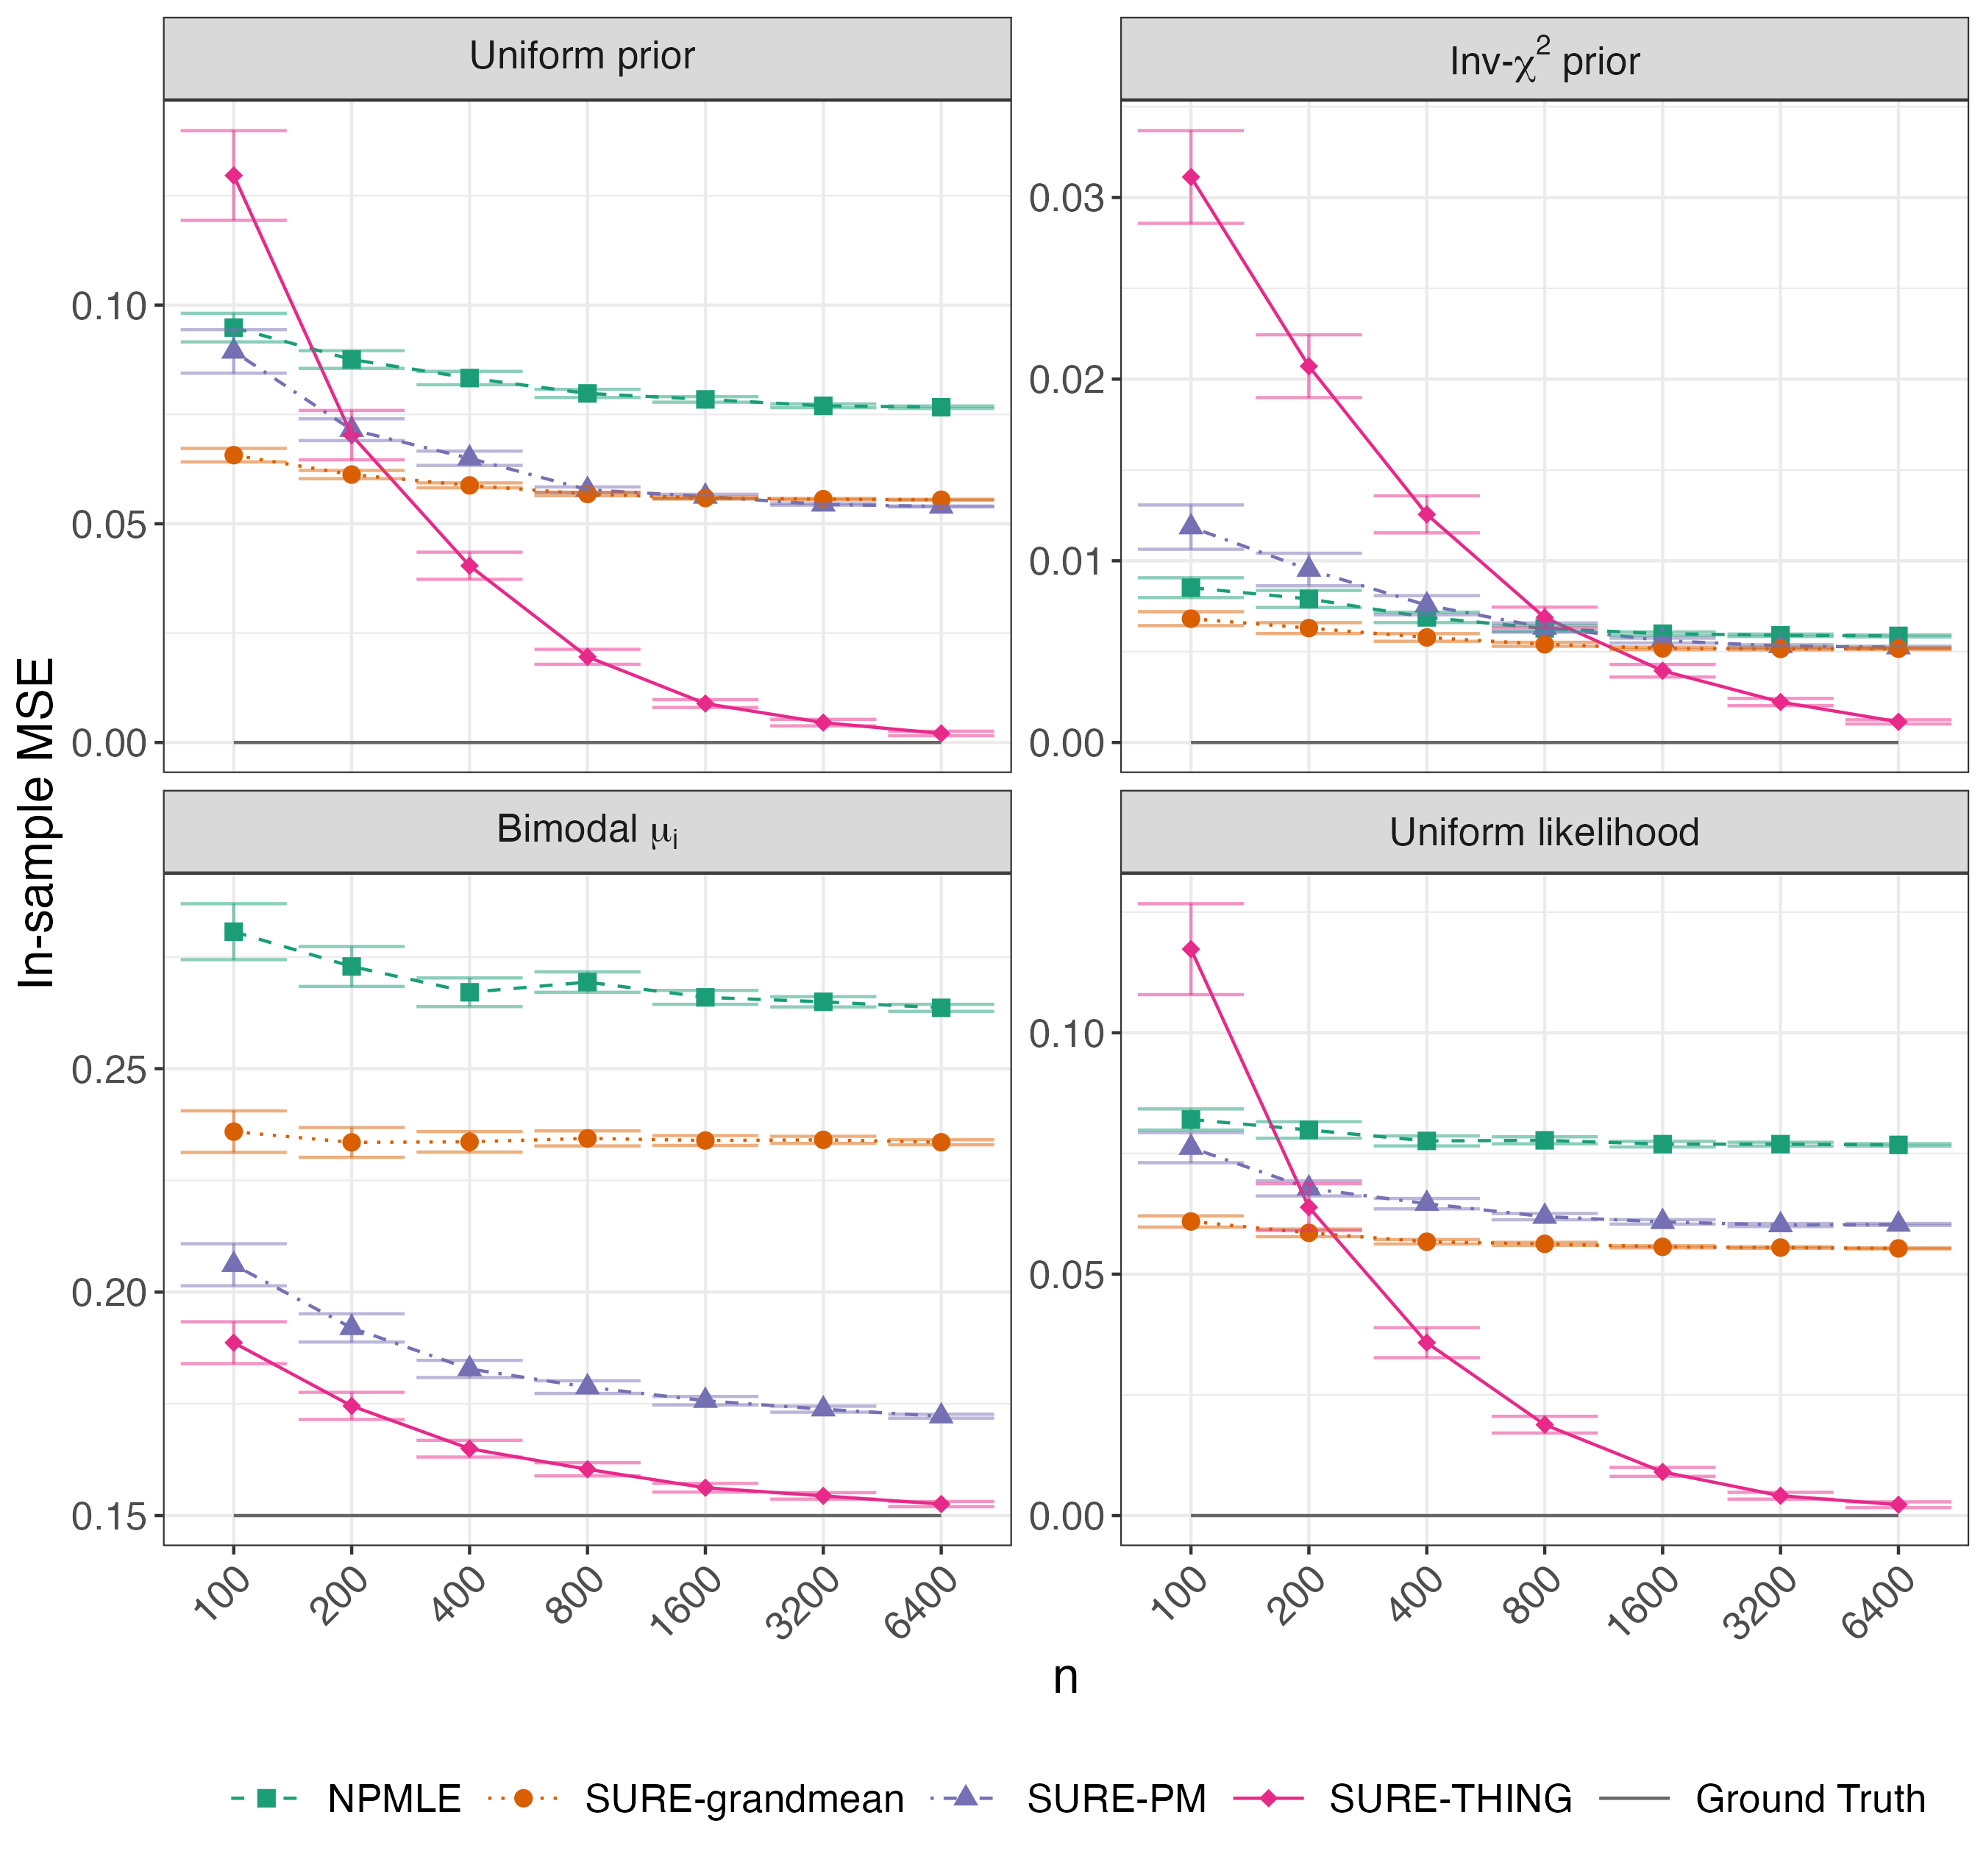 Uniform prior
Inv-χ² prior
0.10
0.05
0.00
0.03
0.02
0.01
0.00
In-sample MSE
Bimodal μᵢ
Uniform likelihood
0.25
0.20
0.15
0.10
0.05
0.00
100 200 400 800 1600 3200 6400
100 200 400 800 1600 3200 6400
n
NPMLE SURE-grandmean SURE-PM SURE-THING Ground Truth